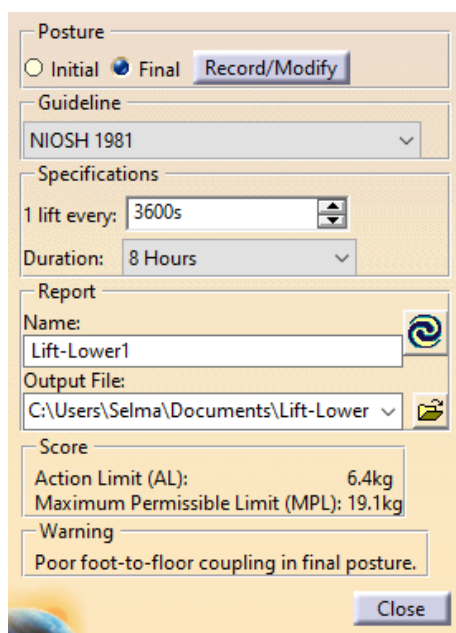 Posture
Initial Final Record/Modify
Guideline
NIOSH 1981
Specifications
1 lift every: 3600s
Duration: 8 Hours
Report
Name:
Lift-Lower1
Output File:
C:\Users\Selma\Documents\Lift-Lower
Score
Action Limit (AL): 6.4kg
Maximum Permissible Limit (MPL): 19.1kg
Warning
Poor foot-to-floor coupling in final posture.
Close